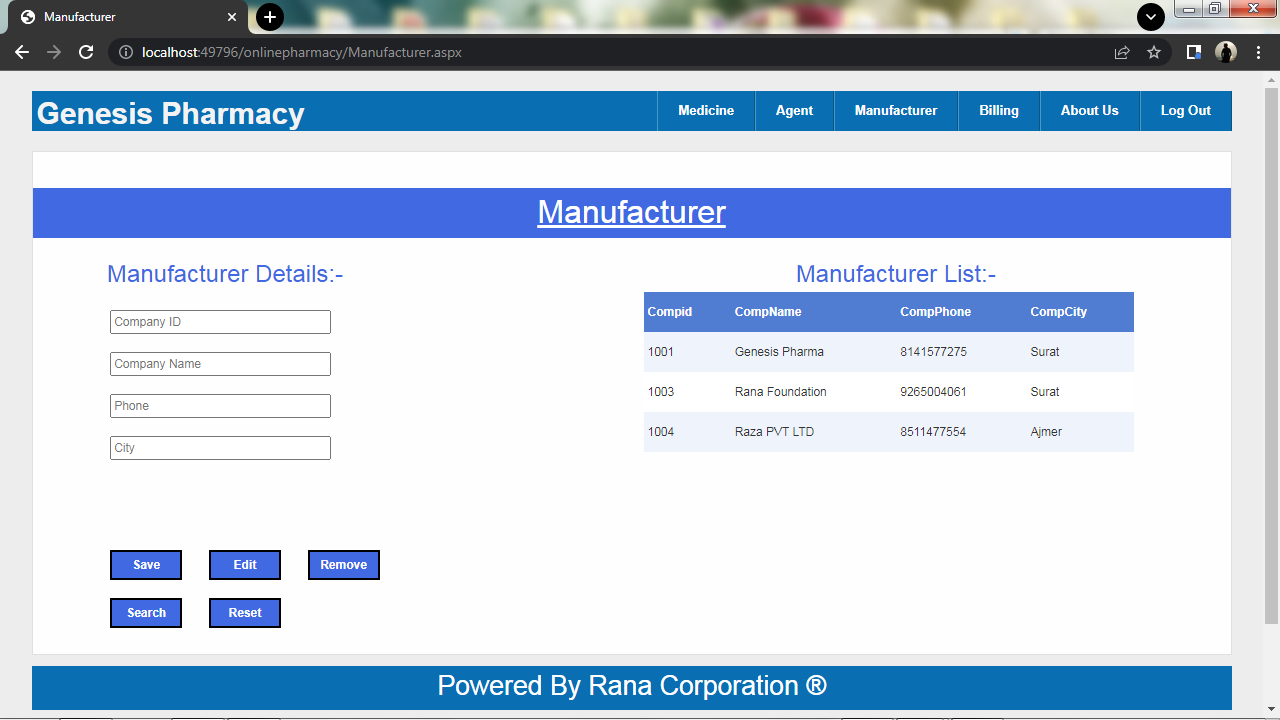 Manufacturer
localhost:49796/onlinepharmacy/Manufacturer.aspx
Genesis Pharmacy
Medicine Agent Manufacturer Billing About Us Log Out
Manufacturer
Manufacturer Details:-
Company ID
Company Name
Phone
City
Save Edit Remove
Search Reset
Manufacturer List:-
Compid CompName CompPhone CompCity
1001 Genesis Pharma 8141577275 Surat
1003 Rana Foundation 9265004061 Surat
1004 Raza PVT LTD 8511477554 Ajmer
Powered By Rana Corporation ®